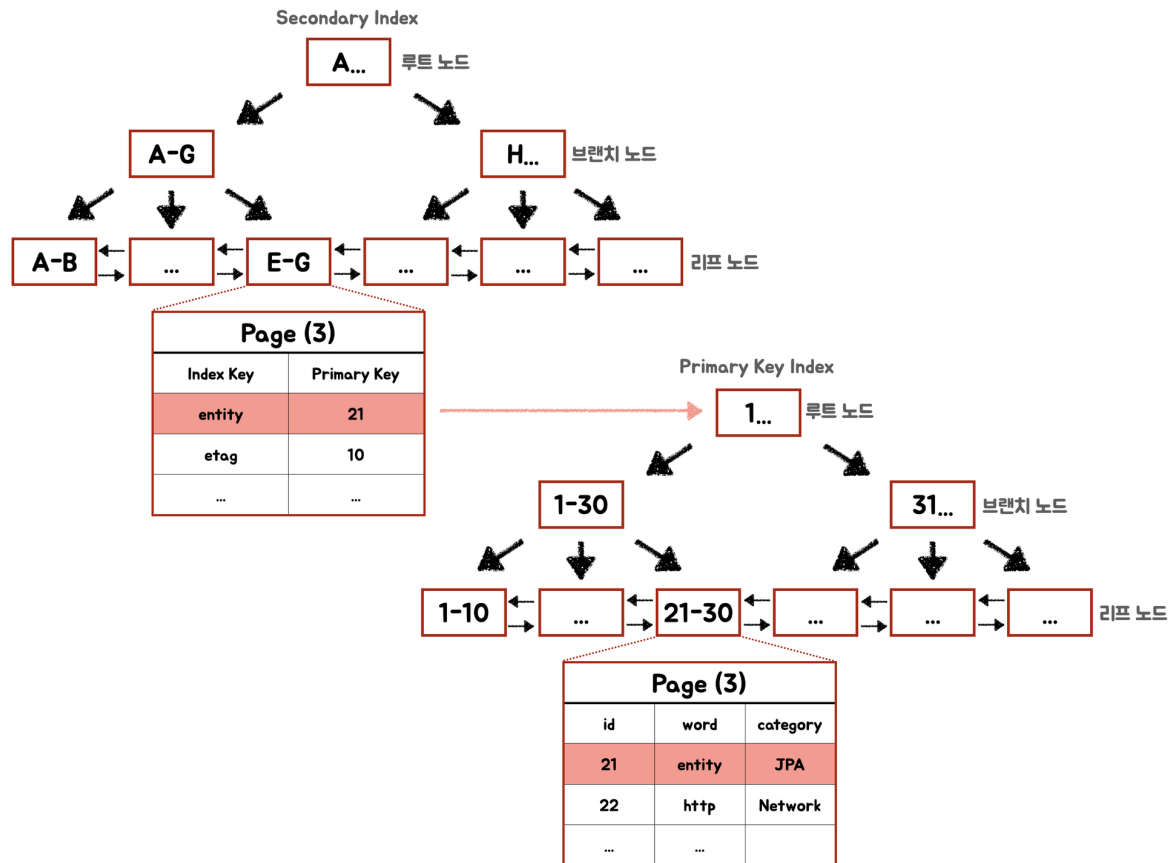 Secondary Index
A... 루트 노드
A-G
H... 브랜치 노드
A-B
...
E-G
...
...
... 리프 노드
Page (3)
Index Key Primary Key
entity 21
etag 10
... ...
Primary Key Index
1... 루트 노드
1-30
31... 브랜치 노드
1-10
...
21-30
...
...
... 리프 노드
Page (3)
id word category
21 entity JPA
22 http Network
... ...